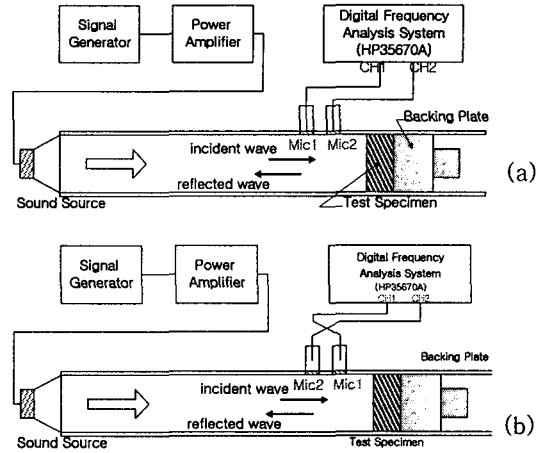 Signal
Generator
Power
Amplifier
Digital Frequency
Analysis System
(HP35670A)
CH1 CH2
Backing Plate
Mic1 Mic2
incident wave
reflected wave
(a)
Sound Source
Test Specimen
Signal
Generator
Power
Amplifier
Digital Frequency
Analysis System
(HP35670A)
CH1 CH2
Backing Plate
Mic2 Mic1
incident wave
reflected wave
(b)
Sound Source
Test Specimen